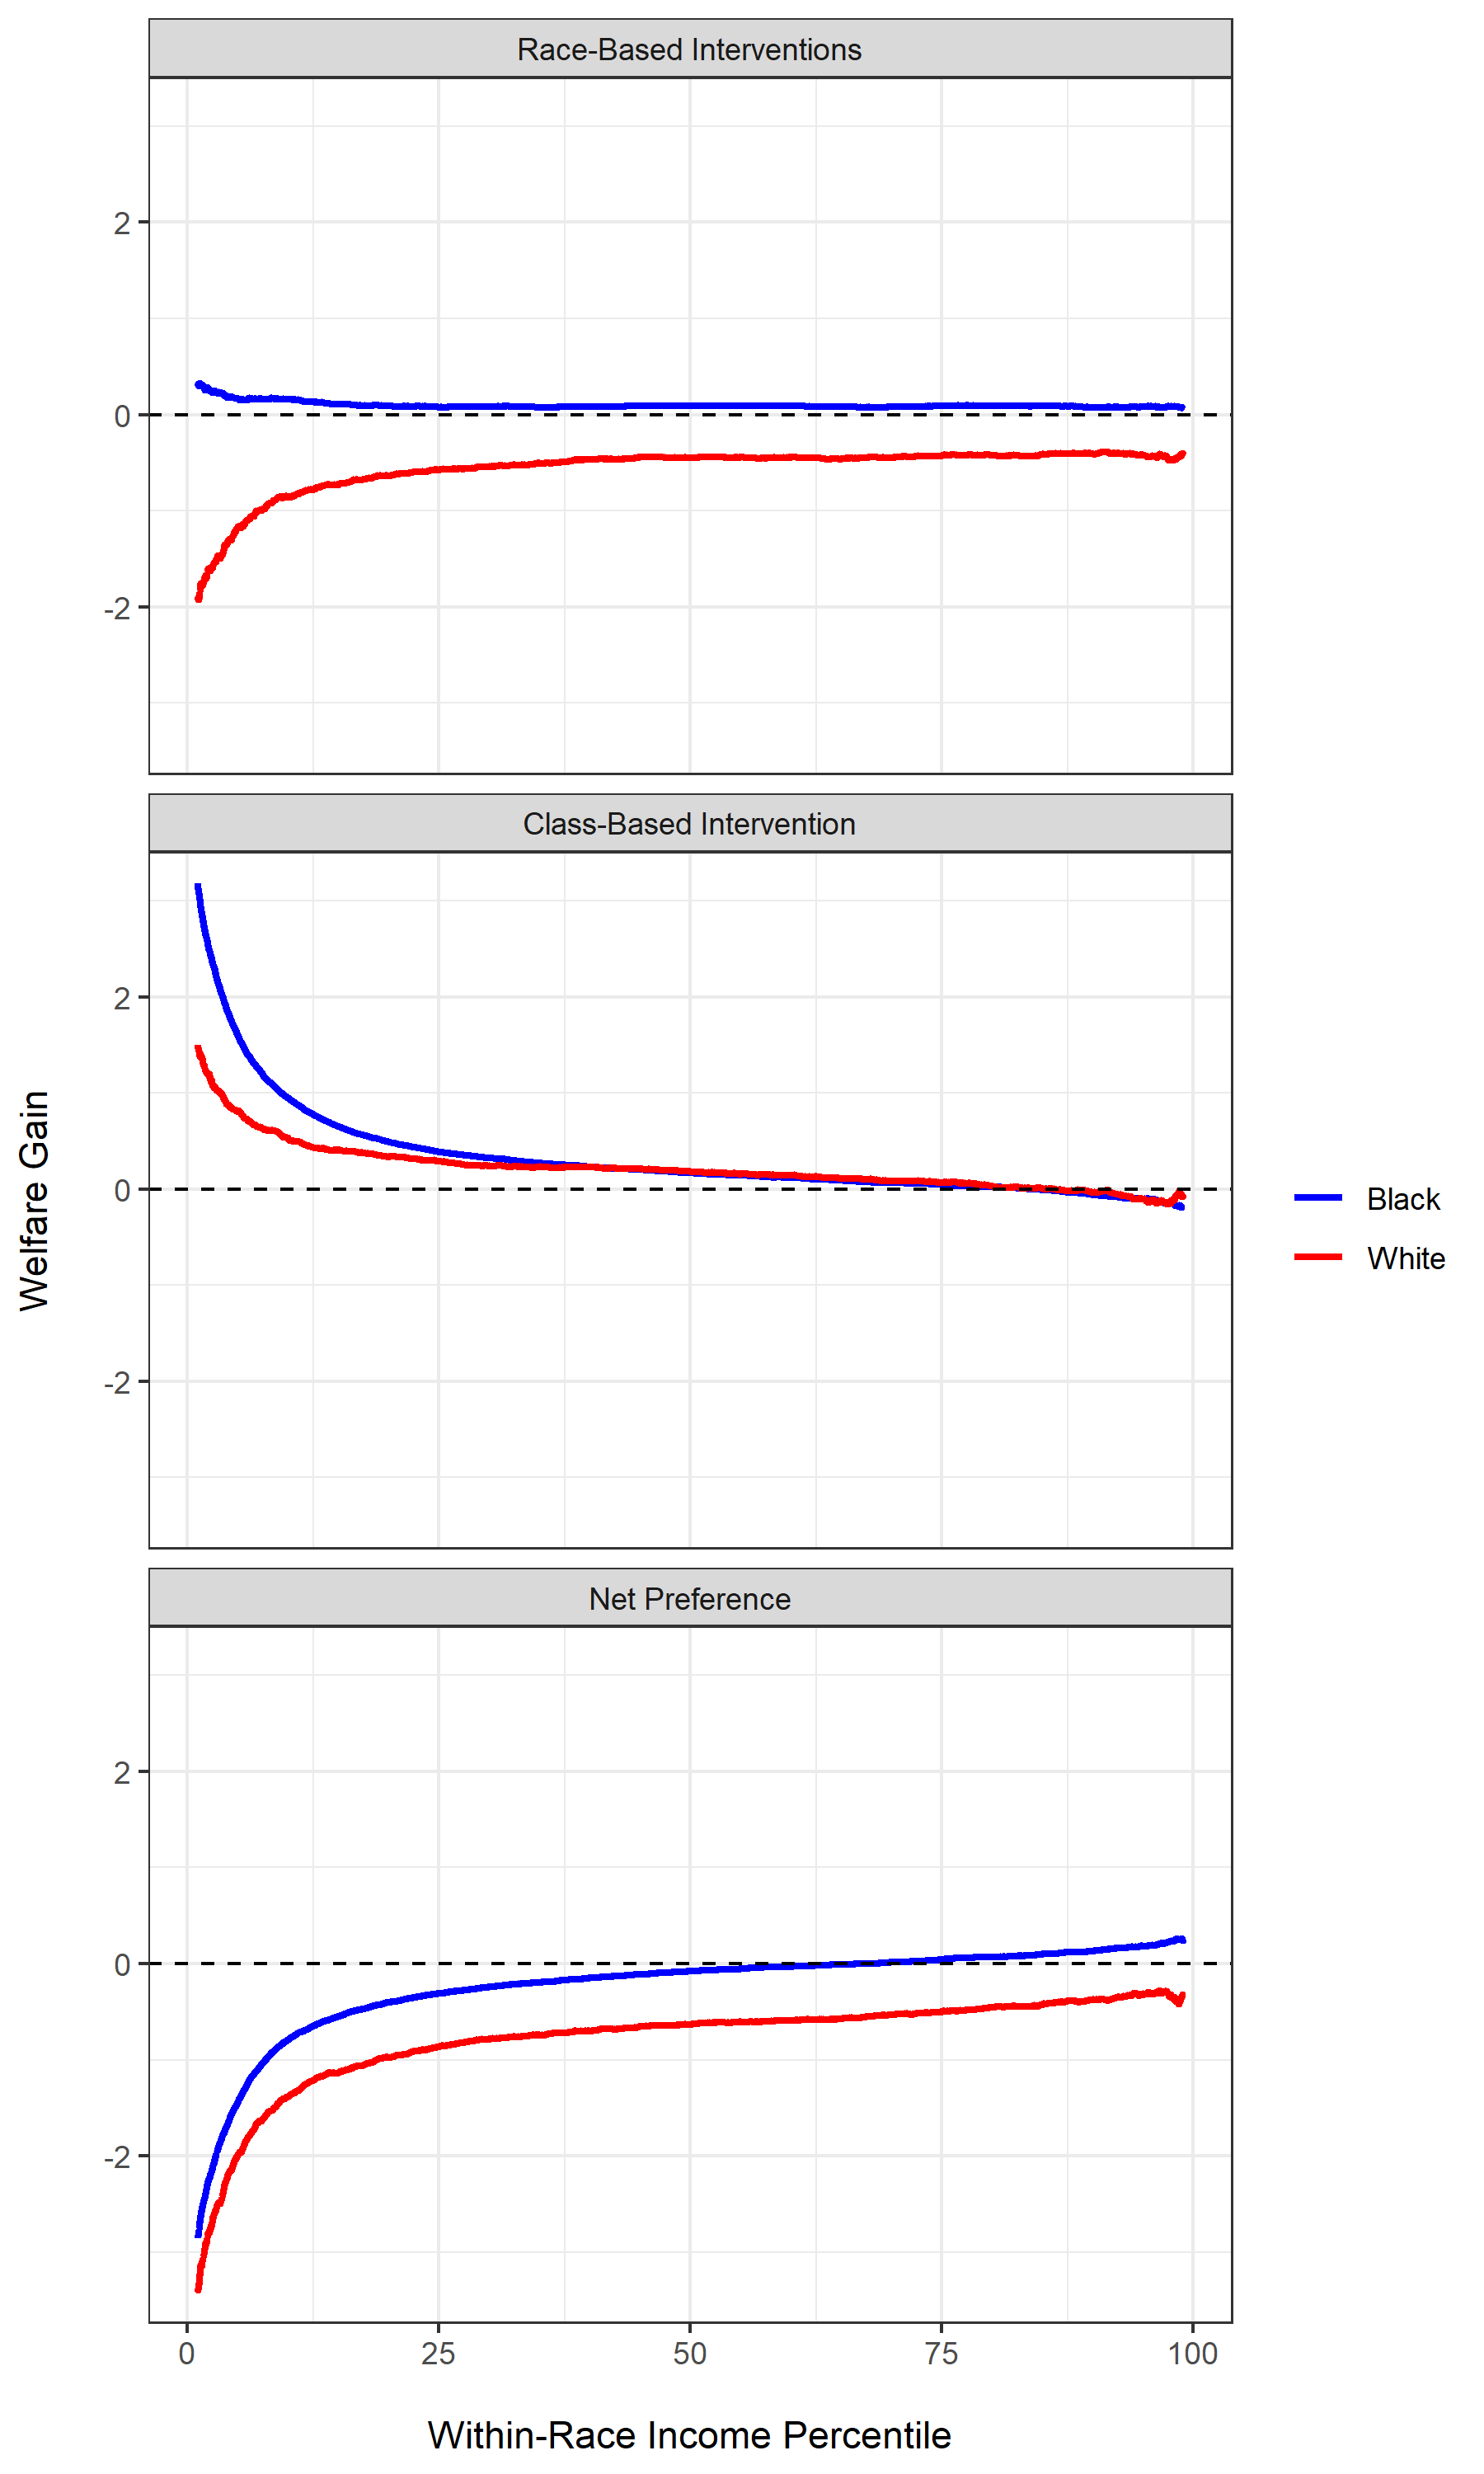 Race-Based Interventions
2
0
-2
Class-Based Intervention
2
0
-2
Welfare Gain
Black
White
Net Preference
2
0
-2
0 25 50 75 100
Within-Race Income Percentile